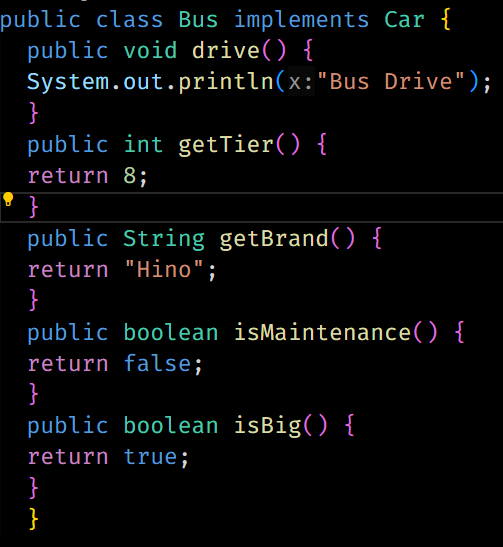 public class Bus implements Car {
public void drive() {
System.out.println(x:"Bus Drive");
}
public int getTier() {
return 8;
}
public String getBrand() {
return "Hino";
}
public boolean isMaintenance() {
return false;
}
public boolean isBig() {
return true;
}
}